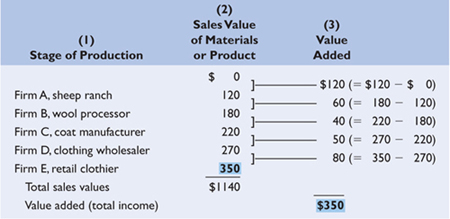 (2)
Sales Value
(3)
(1)
of Materials
Value
Stage of Production
or Product
Added
$ 0
$120 (= $120 − $ 0)
Firm A, sheep ranch
120
60 (= 180 − 120)
Firm B, wool processor
180
40 (= 220 − 180)
Firm C, coat manufacturer
220
50 (= 270 − 220)
Firm D, clothing wholesaler
270
80 (= 350 − 270)
Firm E, retail clothier
350
Total sales values
$1140
Value added (total income)
$350